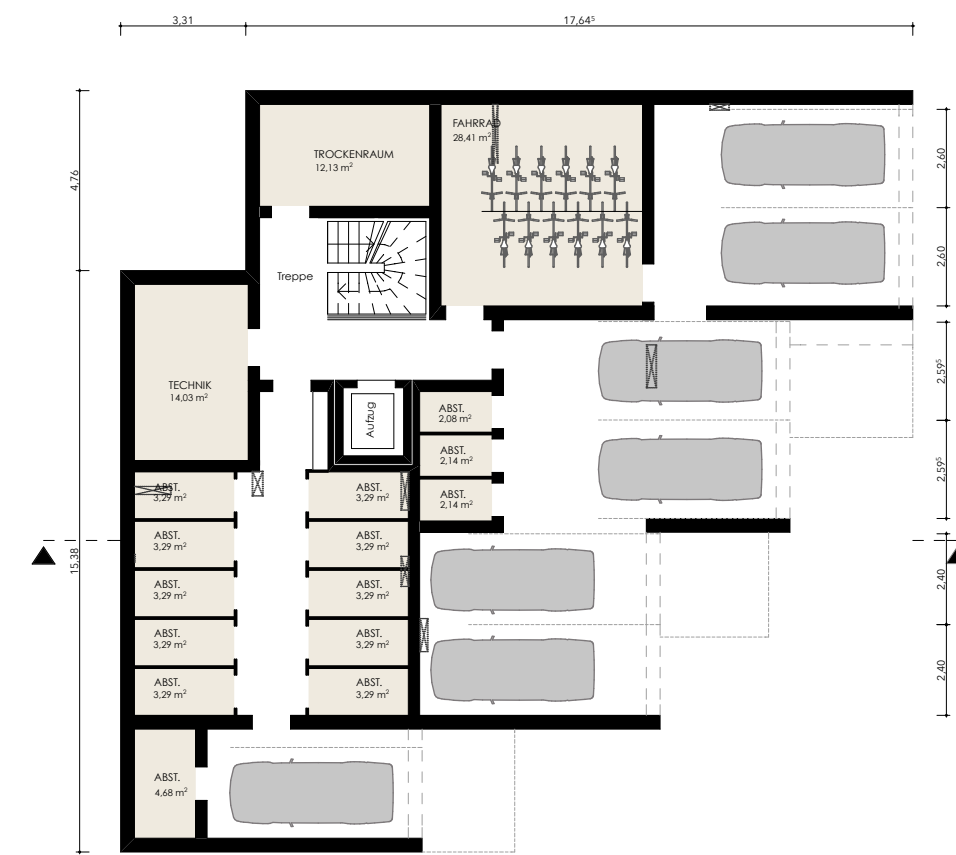 3,31
17,64⁵
FAHRRAD
28,41 m²
TROCKENRAUM
12,13 m²
2,60
4,76
2,60
Treppe
2,59⁵
TECHNIK
14,03 m²
Aufzug
ABST.
2,08 m²
ABST.
2,14 m²
2,59⁵
ABST.
3,29 m²
ABST.
3,29 m²
ABST.
2,14 m²
ABST.
3,29 m²
ABST.
3,29 m²
15,38
2,40
ABST.
3,29 m²
ABST.
3,29 m²
ABST.
3,29 m²
ABST.
3,29 m²
2,40
ABST.
3,29 m²
ABST.
3,29 m²
ABST.
4,68 m²